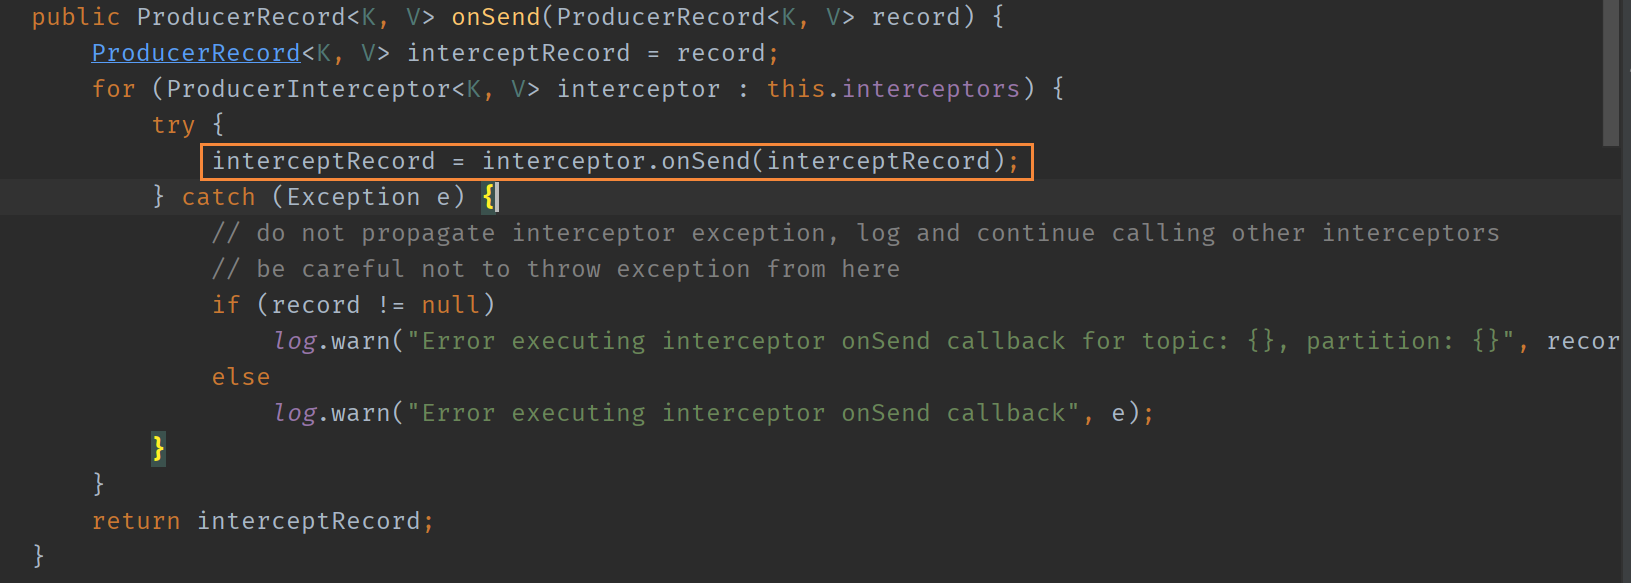 public ProducerRecord<K, V> onSend(ProducerRecord<K, V> record) {
ProducerRecord<K, V> interceptRecord = record;
for (ProducerInterceptor<K, V> interceptor : this.interceptors) {
try {
interceptRecord = interceptor.onSend(interceptRecord);
} catch (Exception e) {
// do not propagate interceptor exception, log and continue calling other interceptors
// be careful not to throw exception from here
if (record != null)
log.warn("Error executing interceptor onSend callback for topic: {}, partition: {}", recor
else
log.warn("Error executing interceptor onSend callback", e);
}
}
return interceptRecord;
}